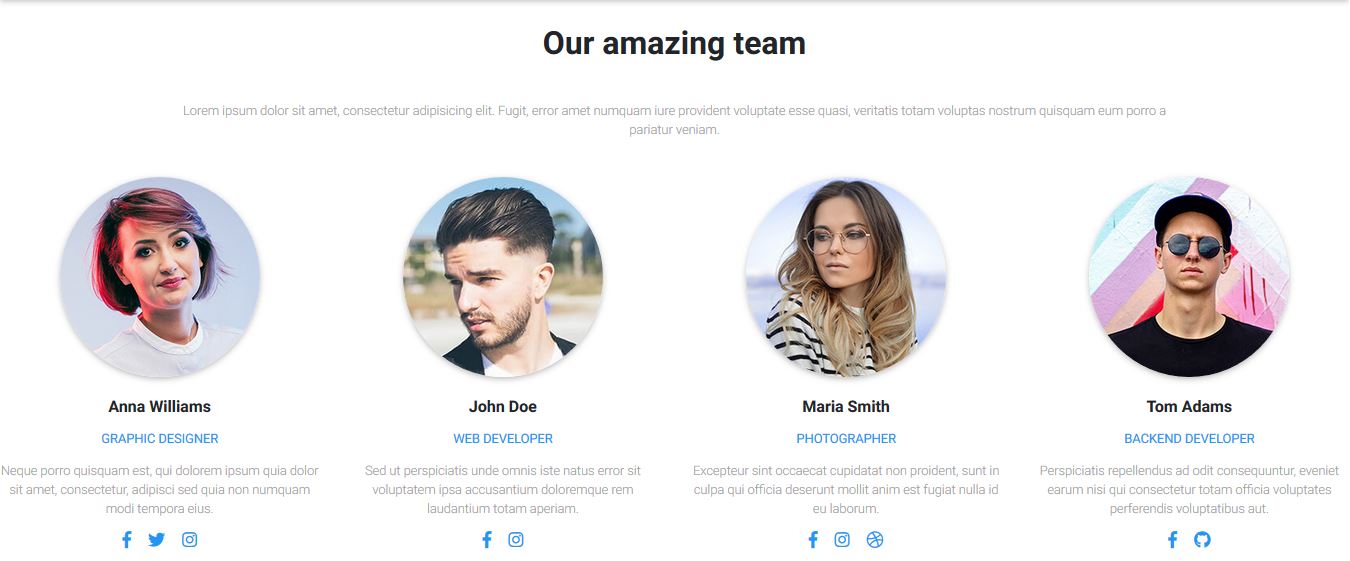 Our amazing team
Lorem ipsum dolor sit amet, consectetur adipisicing elit. Fugit, error amet numquam iure provident voluptate esse quasi, veritatis totam voluptas nostrum quisquam eum porro a
pariatur veniam.
Anna Williams
GRAPHIC DESIGNER
Neque porro quisquam est, qui dolorem ipsum quia dolor
sit amet, consectetur, adipisci sed quia non numquam
modi tempora eius.
John Doe
WEB DEVELOPER
Sed ut perspiciatis unde omnis iste natus error sit
voluptatem ipsa accusantium doloremque rem
laudantium totam aperiam.
Maria Smith
PHOTOGRAPHER
Excepteur sint occaecat cupidatat non proident, sunt in
culpa qui officia deserunt mollit anim est fugiat nulla id
eu laborum.
Tom Adams
BACKEND DEVELOPER
Perspiciatis repellendus ad odit consequuntur, eveniet
earum nisi qui consectetur totam officia voluptates
perferendis voluptatibus aut.